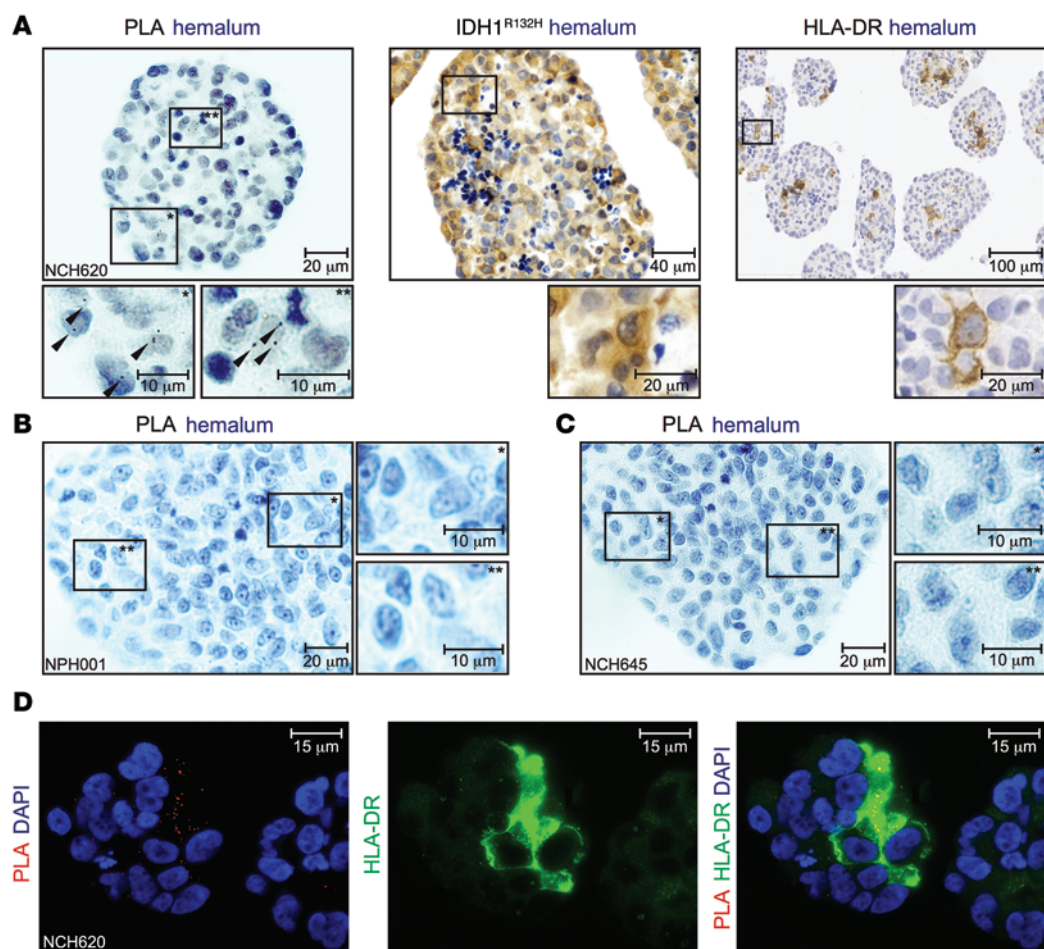 A
PLA hemalum
IDH1R132H hemalum
HLA-DR hemalum
**
*
NCH620
20 μm
40 μm
100 μm
*
**
10 μm
10 μm
20 μm
20 μm
B
PLA hemalum
C
PLA hemalum
*
**
NPH001
20 μm
*
10 μm
**
10 μm
*
**
NCH645
20 μm
*
10 μm
**
10 μm
D
PLA DAPI
NCH620
15 μm
HLA-DR
15 μm
PLA HLA-DR DAPI
15 μm